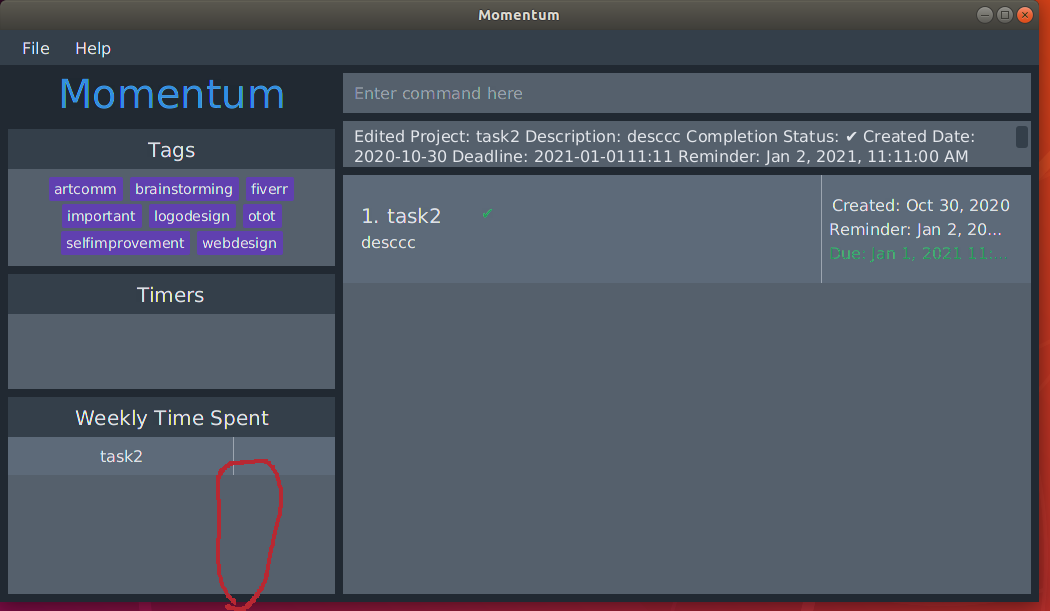 Momentum
File Help
Momentum
Enter command here
Edited Project: task2 Description: desccc Completion Status: ✔ Created Date:
2020-10-30 Deadline: 2021-01-0111:11 Reminder: Jan 2, 2021, 11:11:00 AM
Tags
artcomm brainstorming fiverr
important logodesign otot
selfimprovement webdesign
Timers
Weekly Time Spent
task2
1. task2 ✔
desccc
Created: Oct 30, 2020
Reminder: Jan 2, 20...
Due: Jan 1, 2021 11:...